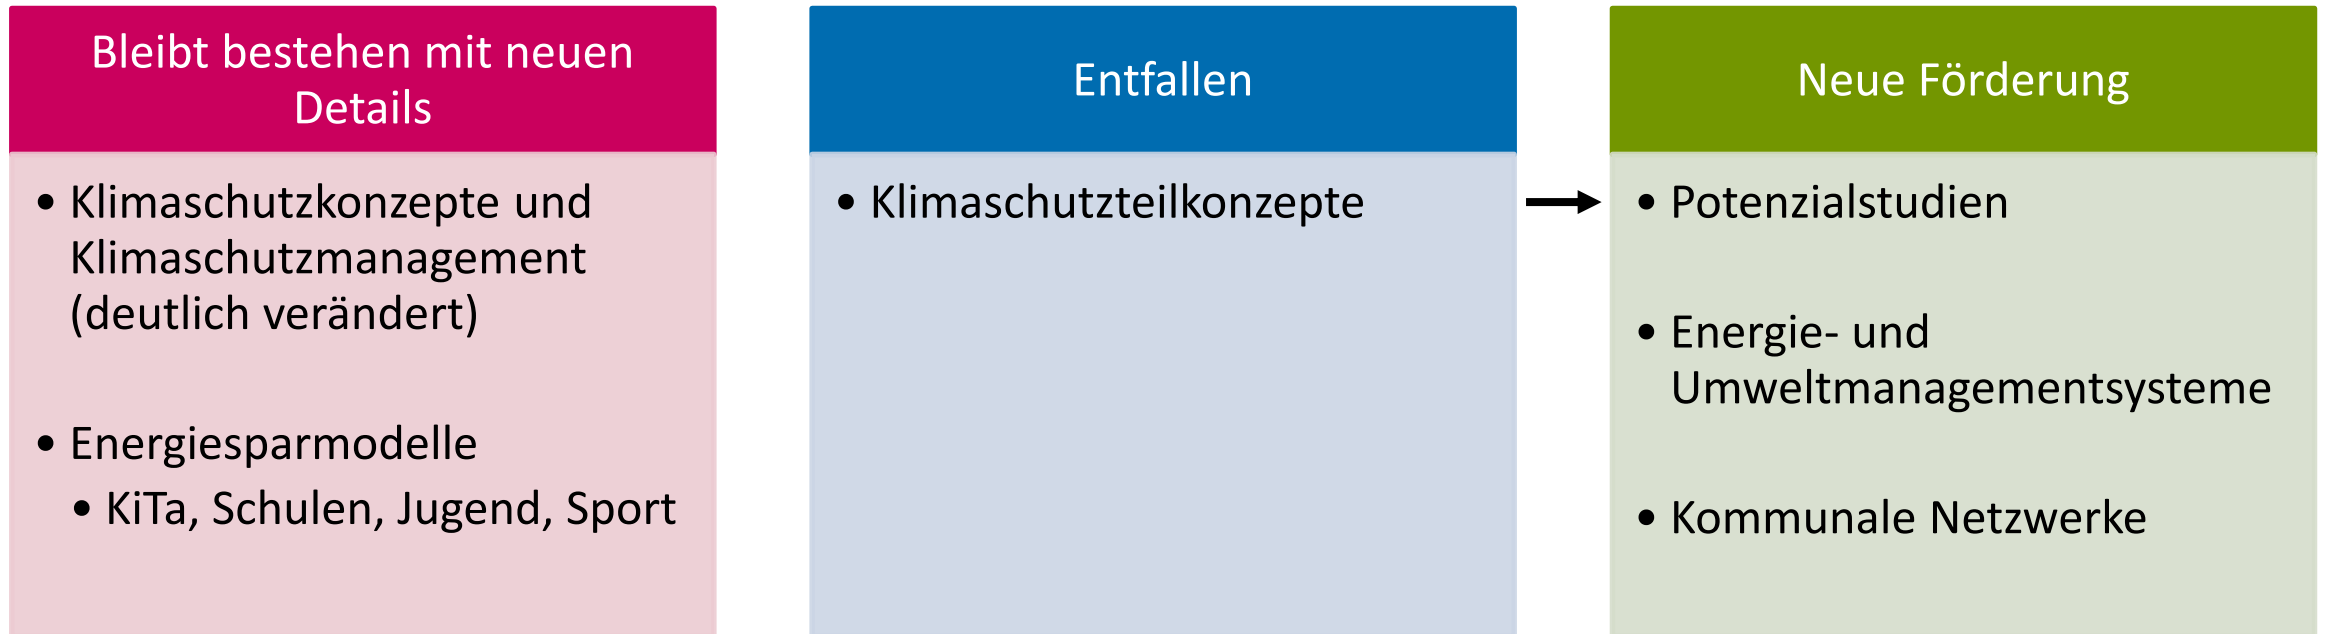 Bleibt bestehen mit neuen
Details
• Klimaschutzkonzepte und
Klimaschutzmanagement
(deutlich verändert)
• Energiesparmodelle
• KiTa, Schulen, Jugend, Sport
Entfallen
• Klimaschutzteilkonzepte
Neue Förderung
• Potenzialstudien
• Energie- und
Umweltmanagementsysteme
• Kommunale Netzwerke